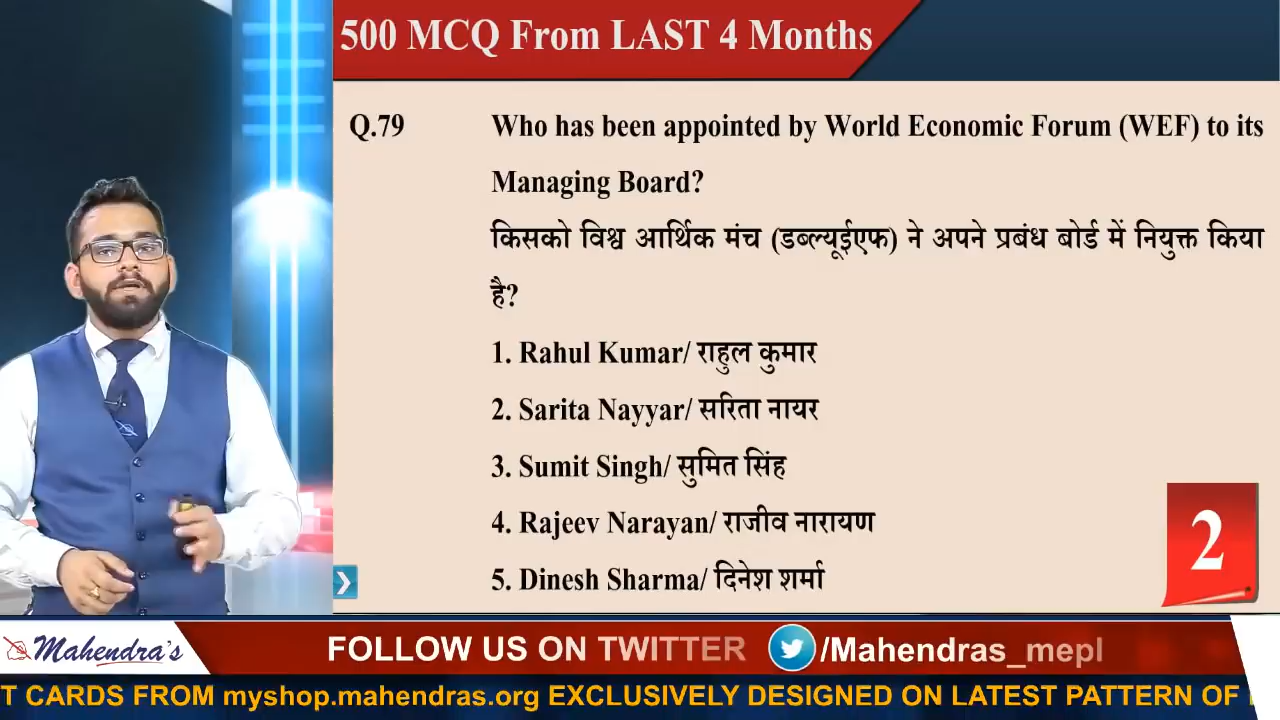 500 MCQ From LAST 4 Months
Q.79 Who has been appointed by World Economic Forum (WEF) to its
Managing Board?
किसको विश्व आर्थिक मंच (डब्ल्यूईएफ) ने अपने प्रबंध बोर्ड में नियुक्त किया
है?
1. Rahul Kumar/ राहुल कुमार
2. Sarita Nayyar/ सरिता नायर
3. Sumit Singh/ सुमित सिंह
4. Rajeev Narayan/ राजीव नारायण
5. Dinesh Sharma/ दिनेश शर्मा
2
Mahendra's
FOLLOW US ON TWITTER /Mahendras_mepl
T CARDS FROM myshop.mahendras.org EXCLUSIVELY DESIGNED ON LATEST PATTERN OF